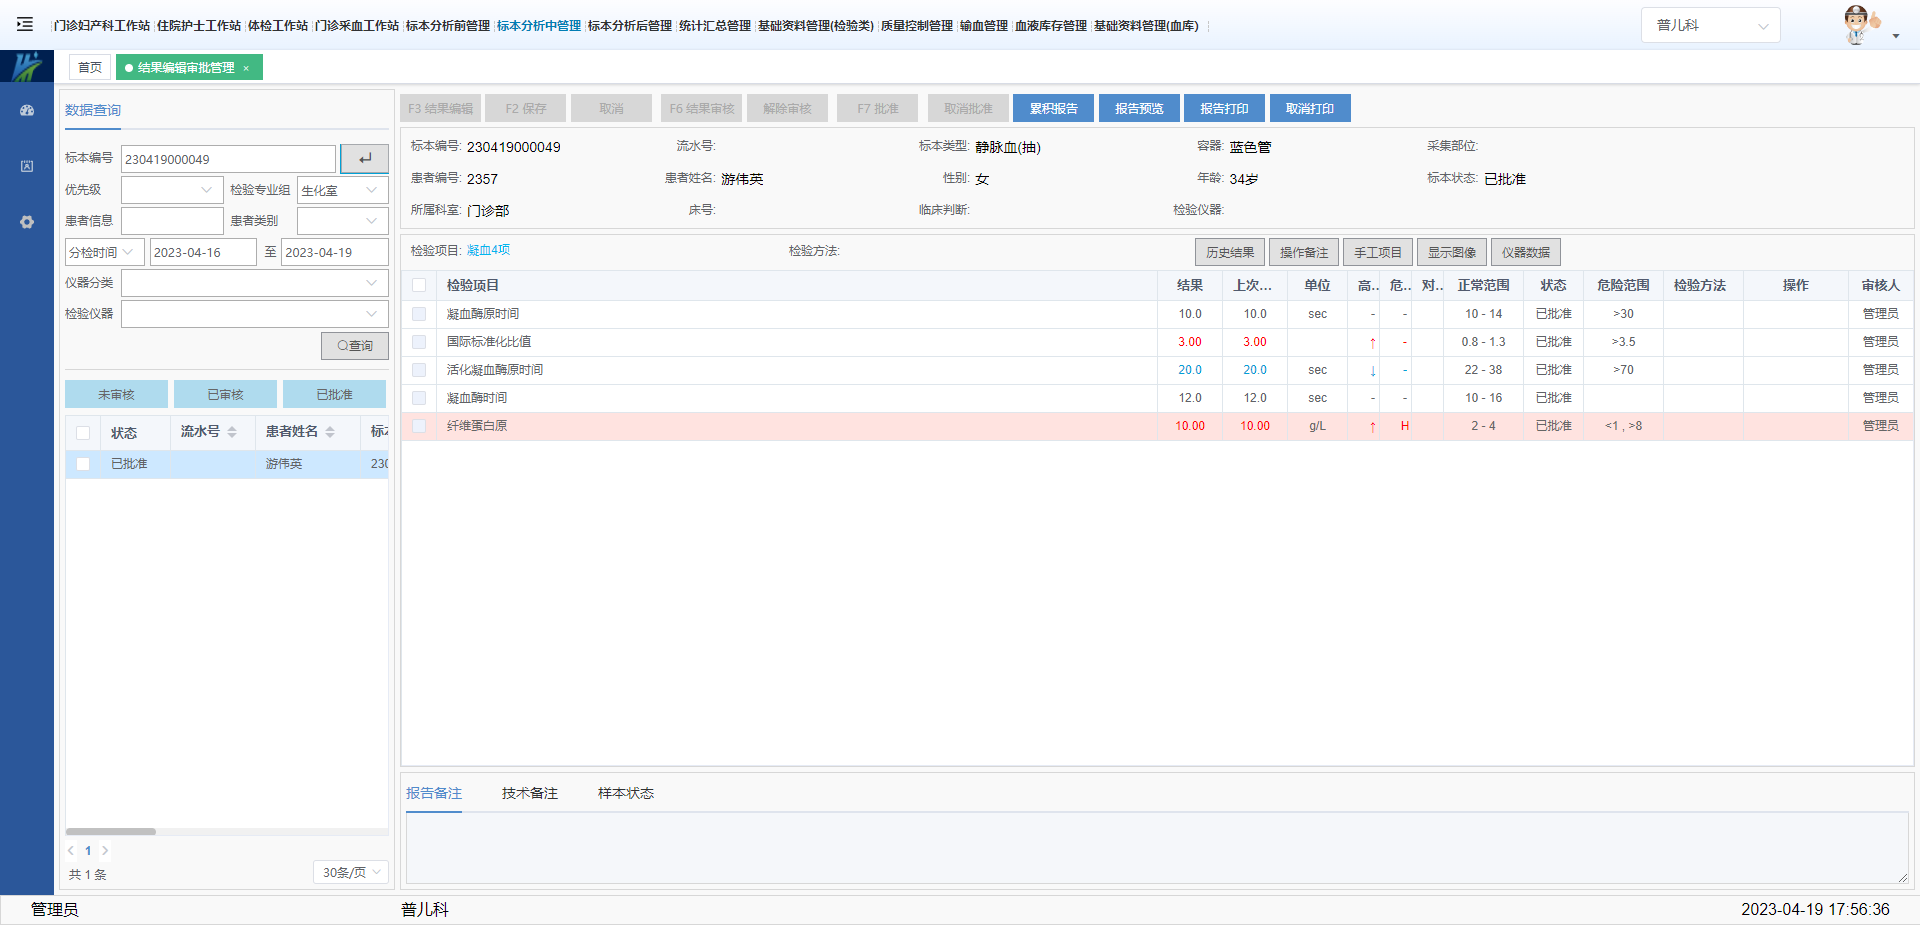 门诊妇产科工作站 住院护士工作站 体检工作站 门诊采血工作站 标本分析前管理 标本分析中管理 标本分析后管理 统计汇总管理 基础资料管理(检验类) 质量控制管理 输血管理 血液库存管理 基础资料管理(血库) 普儿科
首页 结果编辑审批管理 ×
数据查询
标本编号 230419000049
优先级 检验专业组 生化室
患者信息 患者类别
分检时间 2023-04-16 至 2023-04-19
仪器分类
检验仪器
查询
未审核 已审核 已批准
状态 流水号 患者姓名 标本
已批准 游伟英 230
1
共 1 条 30条/页
F3 结果编辑 F2 保存 取消 F6 结果审核 解除审核 F7 批准 取消批准 累积报告 报告预览 报告打印 取消打印
标本编号: 230419000049 流水号: 标本类型: 静脉血(抽) 容器: 蓝色管 采集部位:
患者编号: 2357 患者姓名: 游伟英 性别: 女 年龄: 34岁 标本状态: 已批准
所属科室: 门诊部 床号: 临床判断: 检验仪器:
检验项目: 凝血4项 检验方法: 历史结果 操作备注 手工项目 显示图像 仪器数据
检验项目 结果 上次... 单位 高.. 危.. 对.. 正常范围 状态 危险范围 检验方法 操作 审核人
凝血酶原时间 10.0 10.0 sec - - 10 - 14 已批准 >30 管理员
国际标准化比值 3.00 3.00 ↑ - 0.8 - 1.3 已批准 >3.5 管理员
活化凝血酶原时间 20.0 20.0 sec ↓ - 22 - 38 已批准 >70 管理员
凝血酶时间 12.0 12.0 sec - - 10 - 16 已批准 管理员
纤维蛋白原 10.00 10.00 g/L ↑ H 2 - 4 已批准 <1 , >8 管理员
报告备注 技术备注 样本状态
管理员 普儿科 2023-04-19 17:56:36